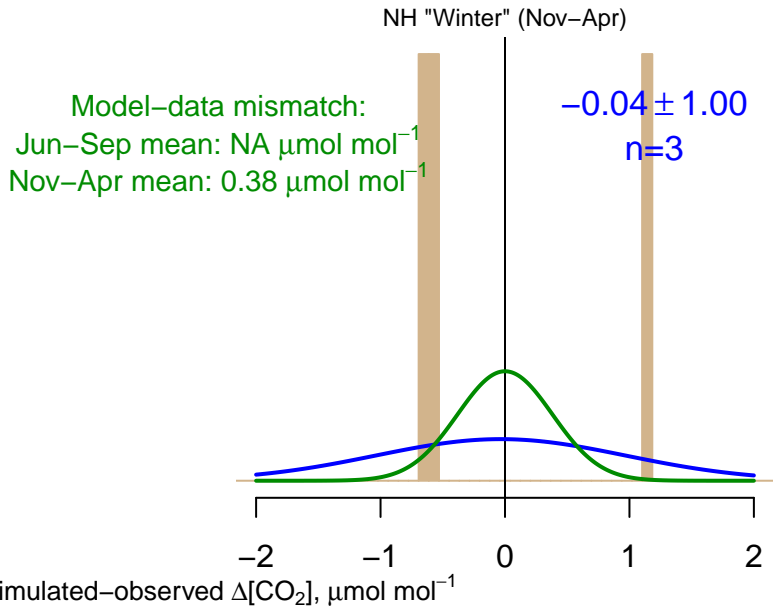 NH "Winter" (Nov−Apr)
Model−data mismatch:
Jun−Sep mean: NA μmol mol⁻¹
Nov−Apr mean: 0.38 μmol mol⁻¹
−0.04 ± 1.00
n=3
−2 −1 0 1 2
imulated−observed Δ[CO₂], μmol mol⁻¹